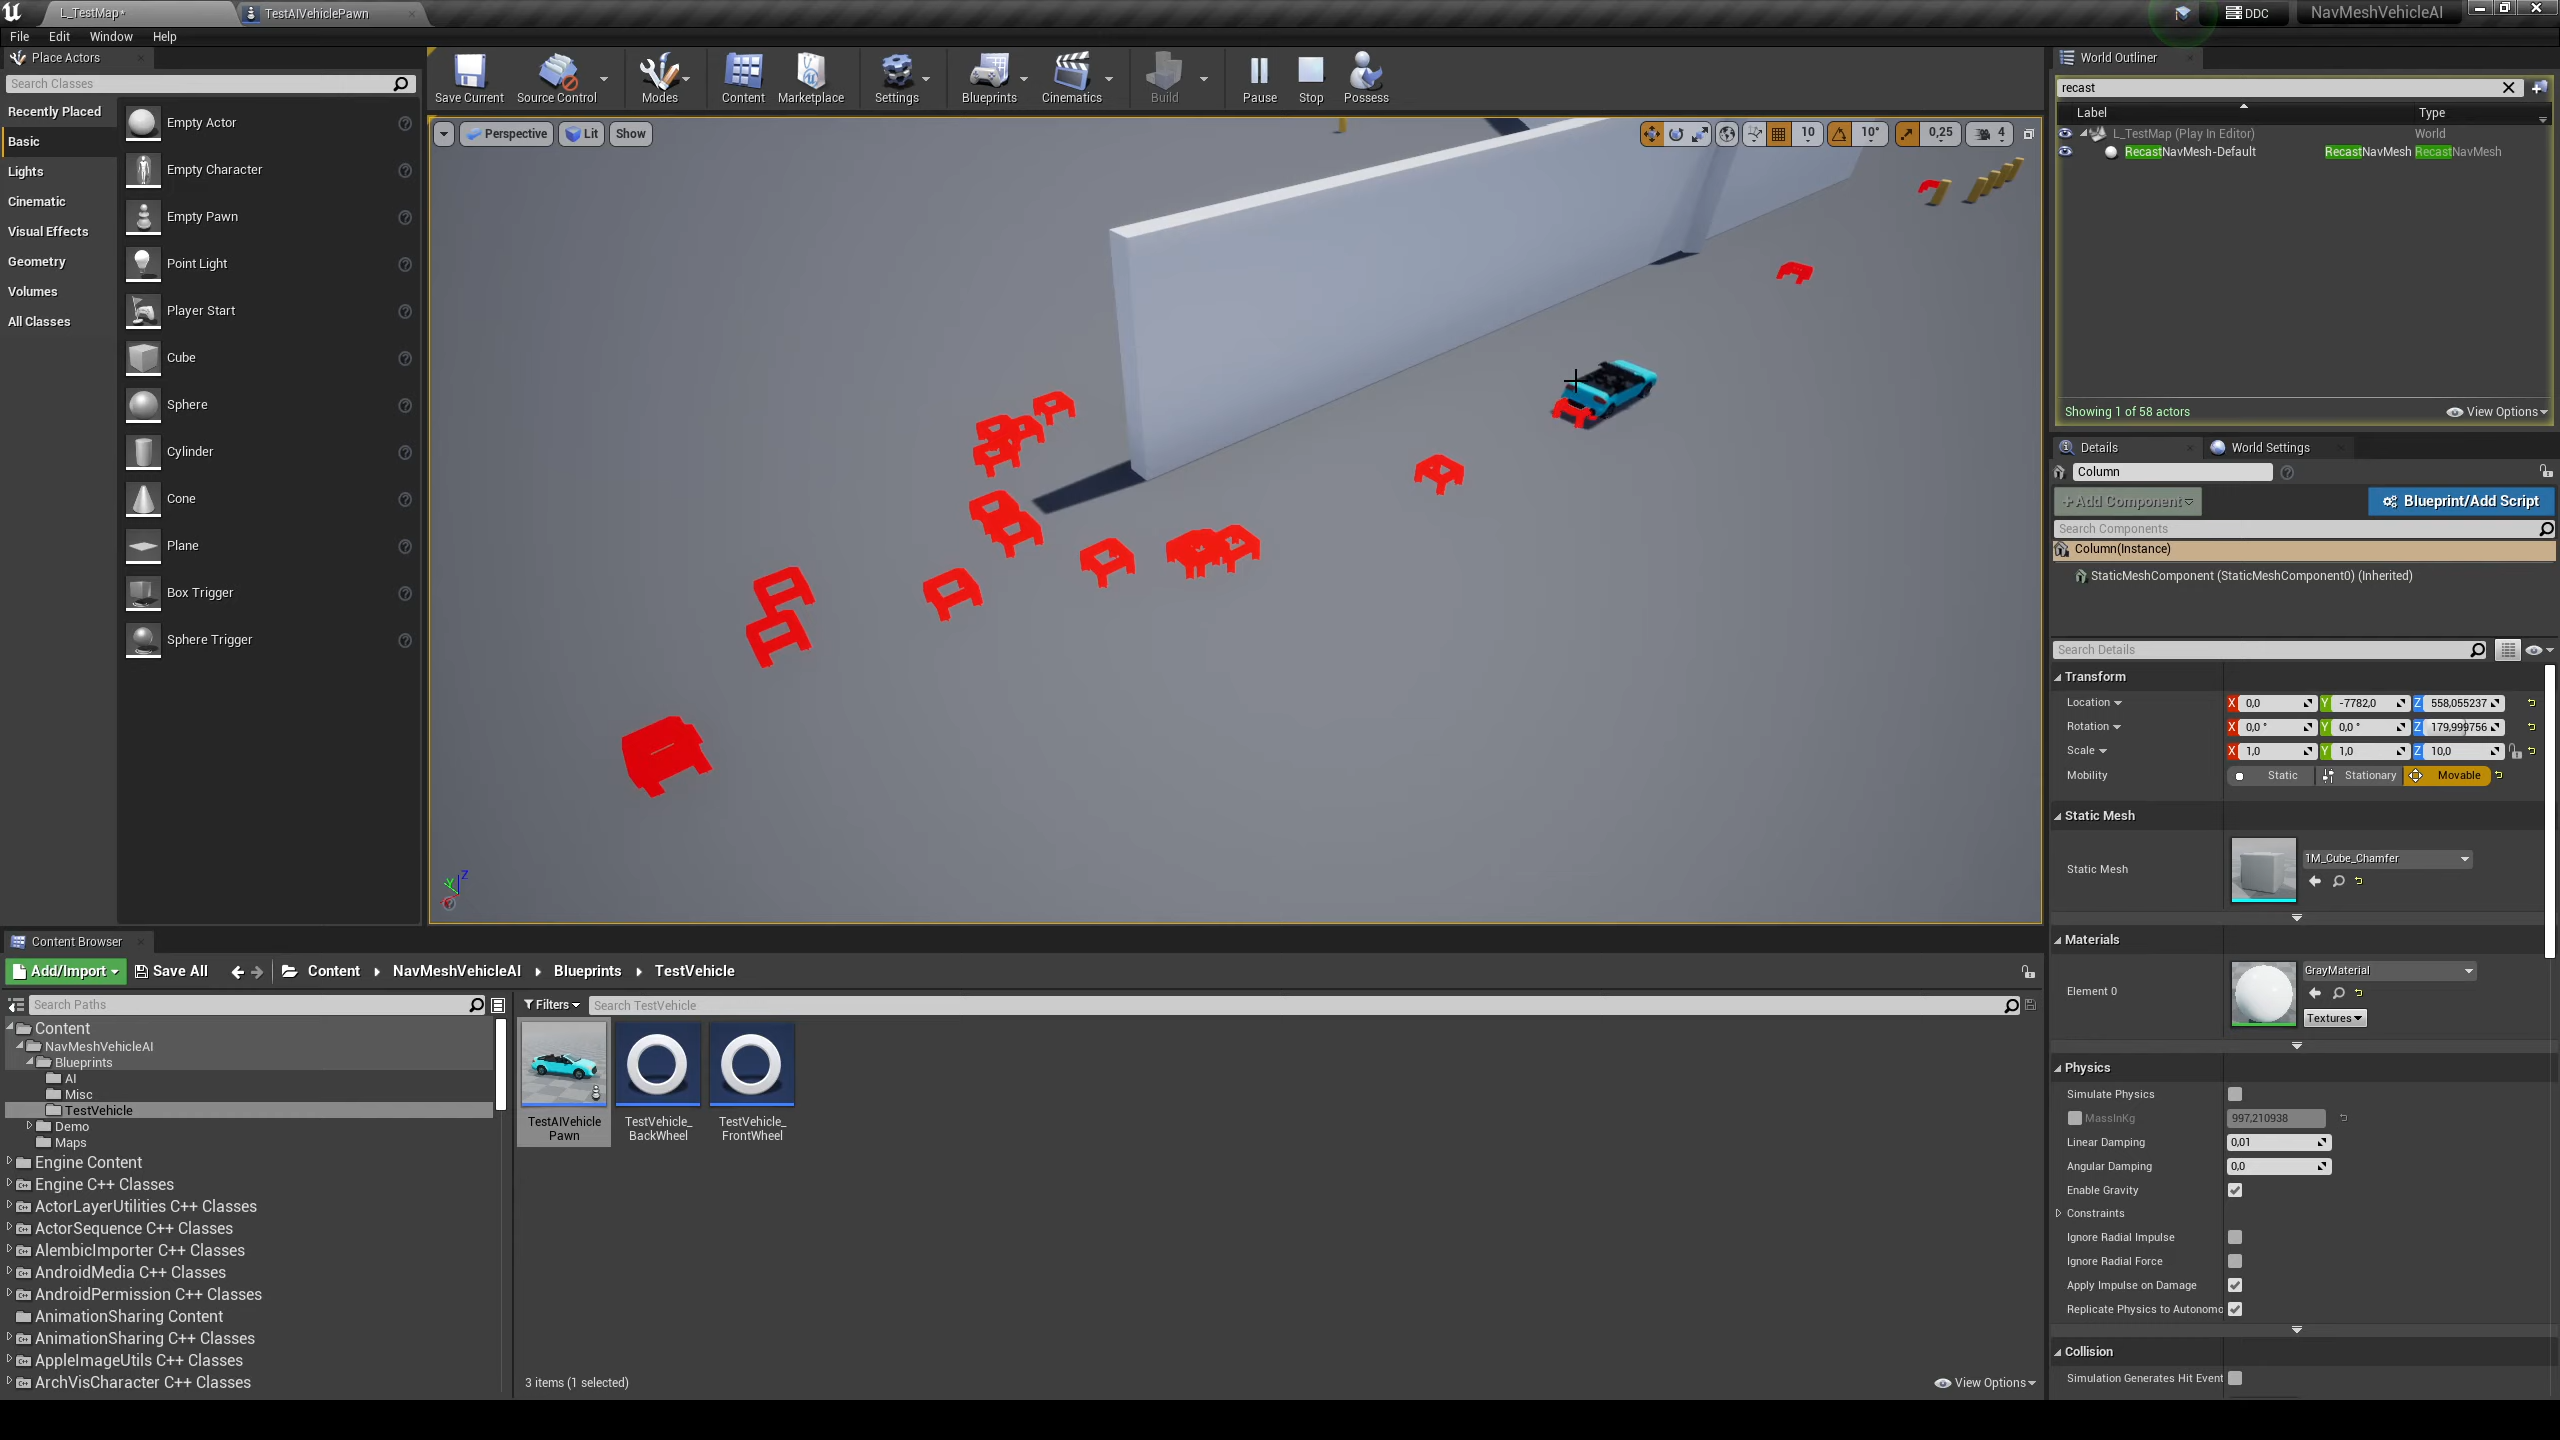 L_TestMap*
TestAIVehiclePawn
DDC
NavMeshVehicleAI
File Edit Window Help
Place Actors
Search Classes
Recently Placed
Basic
Lights
Cinematic
Visual Effects
Geometry
Volumes
All Classes
Empty Actor
Empty Character
Empty Pawn
Point Light
Player Start
Cube
Sphere
Cylinder
Cone
Plane
Box Trigger
Sphere Trigger
Save Current
Source Control
Modes
Content
Marketplace
Settings
Blueprints
Cinematics
Build
Pause
Stop
Possess
Perspective Lit Show
10 10° 0,25 4
World Outliner
recast
Label Type
L_TestMap (Play In Editor) World
RecastNavMesh-Default RecastNavMesh RecastNavMesh
Showing 1 of 58 actors
View Options
Details
World Settings
Column
+Add Component
Blueprint/Add Script
Search Components
Column(Instance)
StaticMeshComponent (StaticMeshComponent0) (Inherited)
Search Details
Transform
Location X 0,0 Y -7782,0 Z 558,055237
Rotation X 0,0 ° Y 0,0 ° Z 179,999756
Scale X 1,0 Y 1,0 Z 10,0
Mobility Static Stationary Movable
Static Mesh
Static Mesh 1M_Cube_Chamfer
Materials
Element 0 GrayMaterial
Textures
Physics
Simulate Physics
MassInKg 997,210938
Linear Damping 0,01
Angular Damping 0,0
Enable Gravity
Constraints
Ignore Radial Impulse
Ignore Radial Force
Apply Impulse on Damage
Replicate Physics to Autonomo
Collision
Simulation Generates Hit Event
Z
Y
Content Browser
Add/Import Save All Content NavMeshVehicleAI Blueprints TestVehicle
Search Paths
Filters
Search TestVehicle
Content
NavMeshVehicleAI
Blueprints
AI
Misc
TestVehicle
Demo
Maps
Engine Content
Engine C++ Classes
ActorLayerUtilities C++ Classes
ActorSequence C++ Classes
AlembicImporter C++ Classes
AndroidMedia C++ Classes
AndroidPermission C++ Classes
AnimationSharing Content
AnimationSharing C++ Classes
AppleImageUtils C++ Classes
ArchVisCharacter C++ Classes
TestAIVehicle
Pawn
TestVehicle_
BackWheel
TestVehicle_
FrontWheel
3 items (1 selected)
View Options